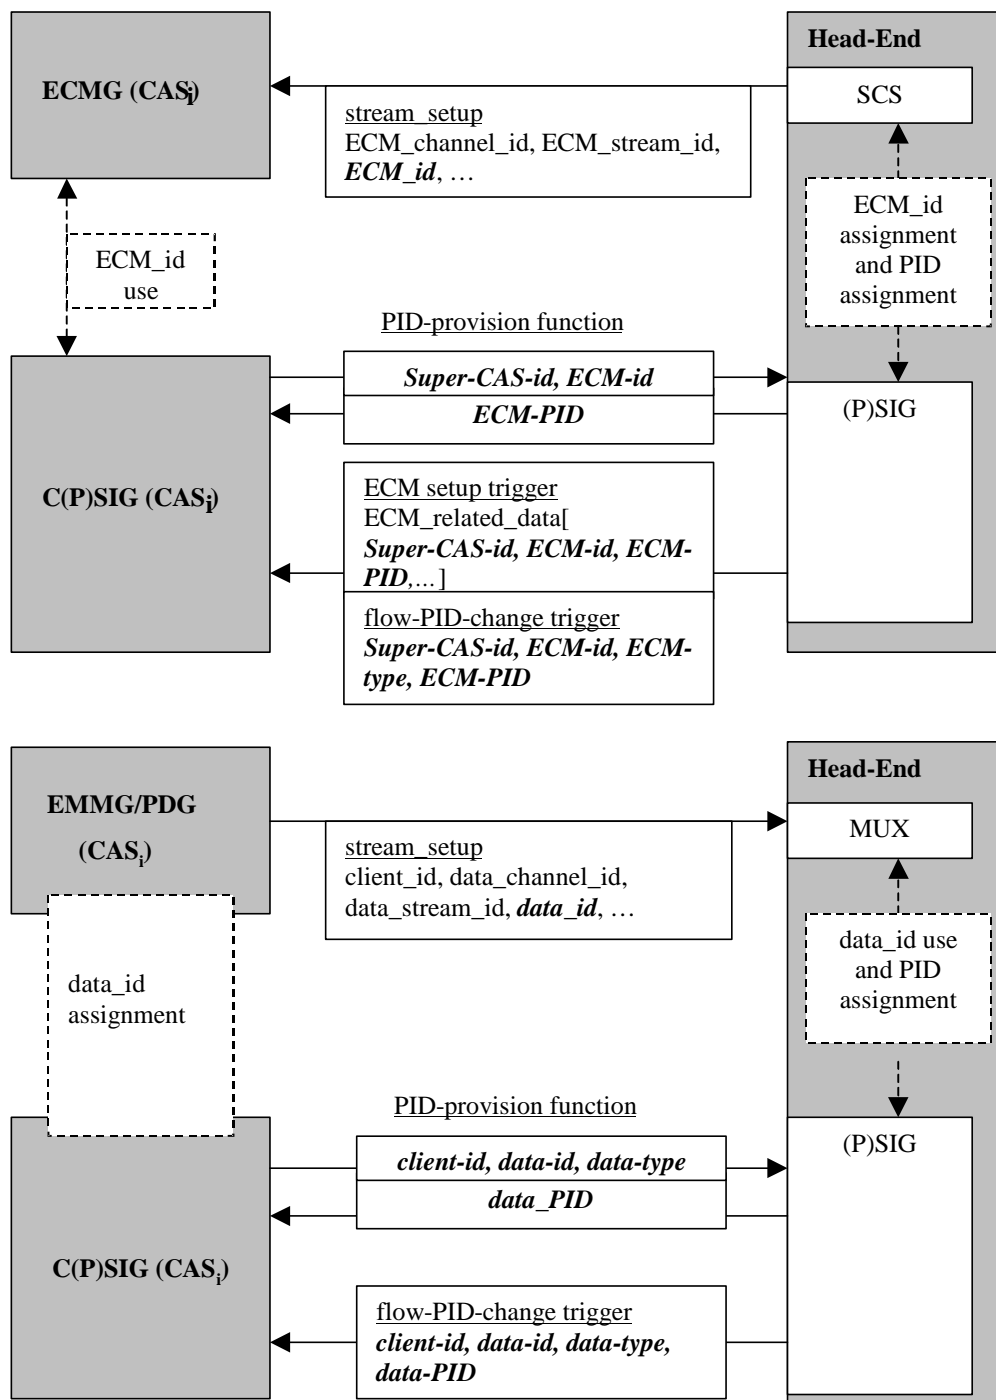 Head-End
ECMG (CASi)
SCS
stream_setup
ECM_channel_id, ECM_stream_id,
ECM_id, …
ECM_id
use
ECM_id
assignment
and PID
assignment
PID-provision function
Super-CAS-id, ECM-id
ECM-PID
(P)SIG
C(P)SIG (CASi)
ECM setup trigger
ECM_related_data[
Super-CAS-id, ECM-id, ECM-
PID,…]
flow-PID-change trigger
Super-CAS-id, ECM-id, ECM-
type, ECM-PID
Head-End
EMMG/PDG
(CASi)
MUX
stream_setup
client_id, data_channel_id,
data_stream_id, data_id, …
data_id
assignment
data_id use
and PID
assignment
PID-provision function
client-id, data-id, data-type
data_PID
(P)SIG
C(P)SIG (CASi)
flow-PID-change trigger
client-id, data-id, data-type,
data-PID